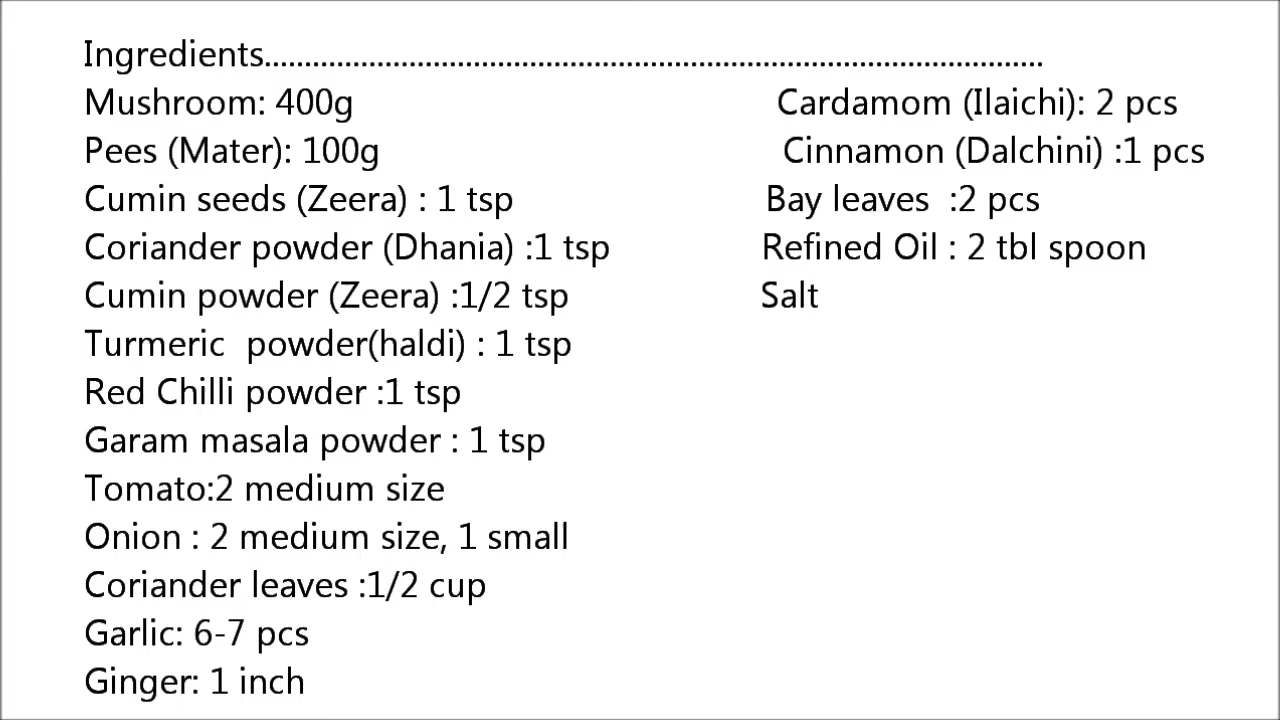 Ingredients.................................................................................................
Mushroom: 400g
Pees (Mater): 100g
Cumin seeds (Zeera) : 1 tsp
Coriander powder (Dhania) :1 tsp
Cumin powder (Zeera) :1/2 tsp
Turmeric  powder(haldi) : 1 tsp
Red Chilli powder :1 tsp
Garam masala powder : 1 tsp
Tomato:2 medium size
Onion : 2 medium size, 1 small
Coriander leaves :1/2 cup
Garlic: 6-7 pcs
Ginger: 1 inch
Cardamom (Ilaichi): 2 pcs
Cinnamon (Dalchini) :1 pcs
Bay leaves  :2 pcs
Refined Oil : 2 tbl spoon
Salt